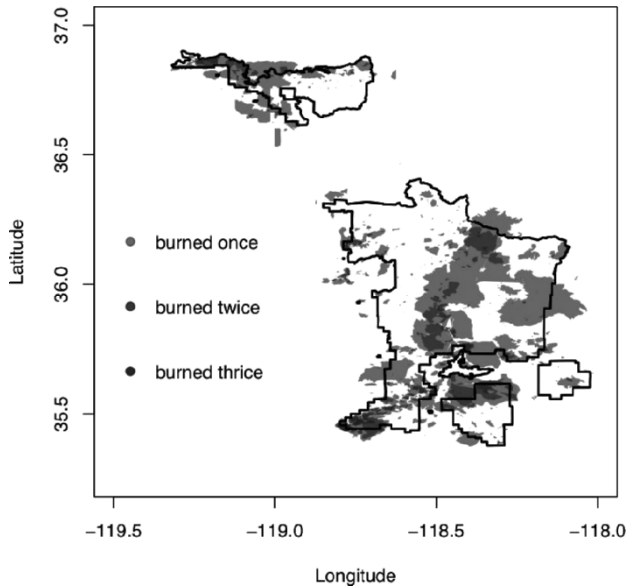 37.0
36.5
36.0
35.5
Latitude
burned once
burned twice
burned thrice
−119.5
−119.0
−118.5
−118.0
Longitude